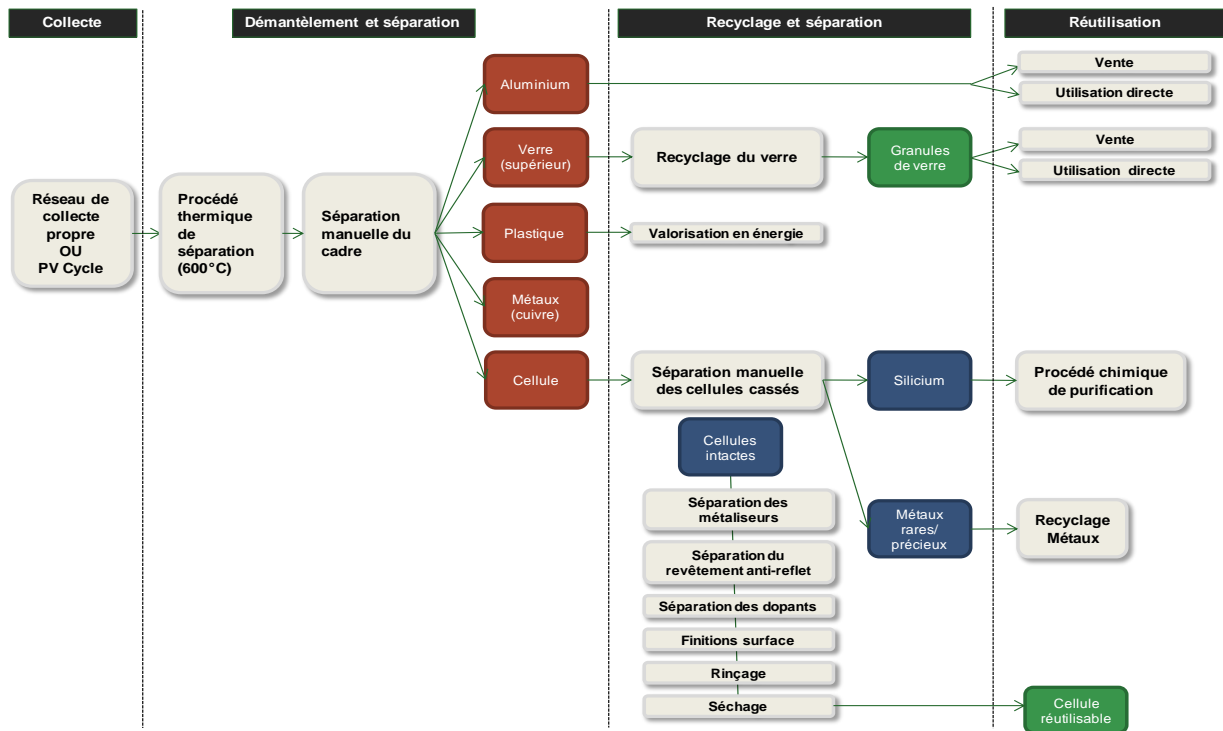 Collecte
Démantèlement et séparation
Recyclage et séparation
Réutilisation
Réseau de
collecte
propre
OU
PV Cycle
Procédé
thermique
de
séparation
(600°C)
Séparation
manuelle du
cadre
Aluminium
Verre
(supérieur)
Plastique
Métaux
(cuivre)
Cellule
Recyclage du verre
Granules
de verre
Valorisation en énergie
Séparation manuelle
des cellules cassés
Silicium
Cellules
intactes
Séparation des
métaliseurs
Séparation du
revêtement anti-reflet
Séparation des dopants
Finitions surface
Rinçage
Séchage
Métaux
rares/
précieux
Vente
Utilisation directe
Vente
Utilisation directe
Procédé chimique
de purification
Recyclage
Métaux
Cellule
réutilisable